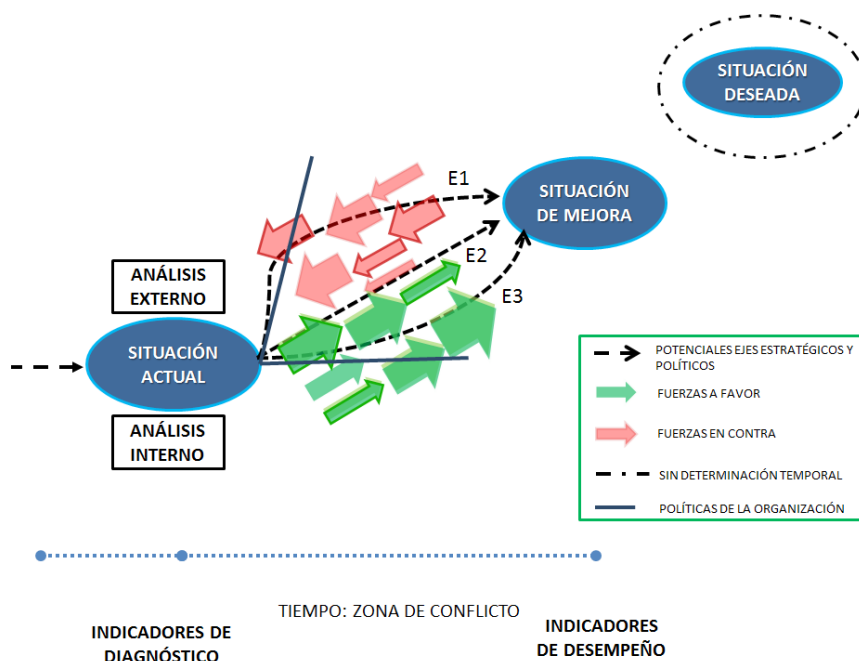 SITUACIÓN
DESEADA
E1
SITUACIÓN
DE MEJORA
E2
ANÁLISIS
EXTERNO
E3
SITUACIÓN
ACTUAL
ANÁLISIS
INTERNO
POTENCIALES EJES ESTRATÉGICOS Y
POLÍTICOS
FUERZAS A FAVOR
FUERZAS EN CONTRA
SIN DETERMINACIÓN TEMPORAL
POLÍTICAS DE LA ORGANIZACIÓN
TIEMPO: ZONA DE CONFLICTO
INDICADORES DE
DIAGNÓSTICO
INDICADORES
DE DESEMPEÑO